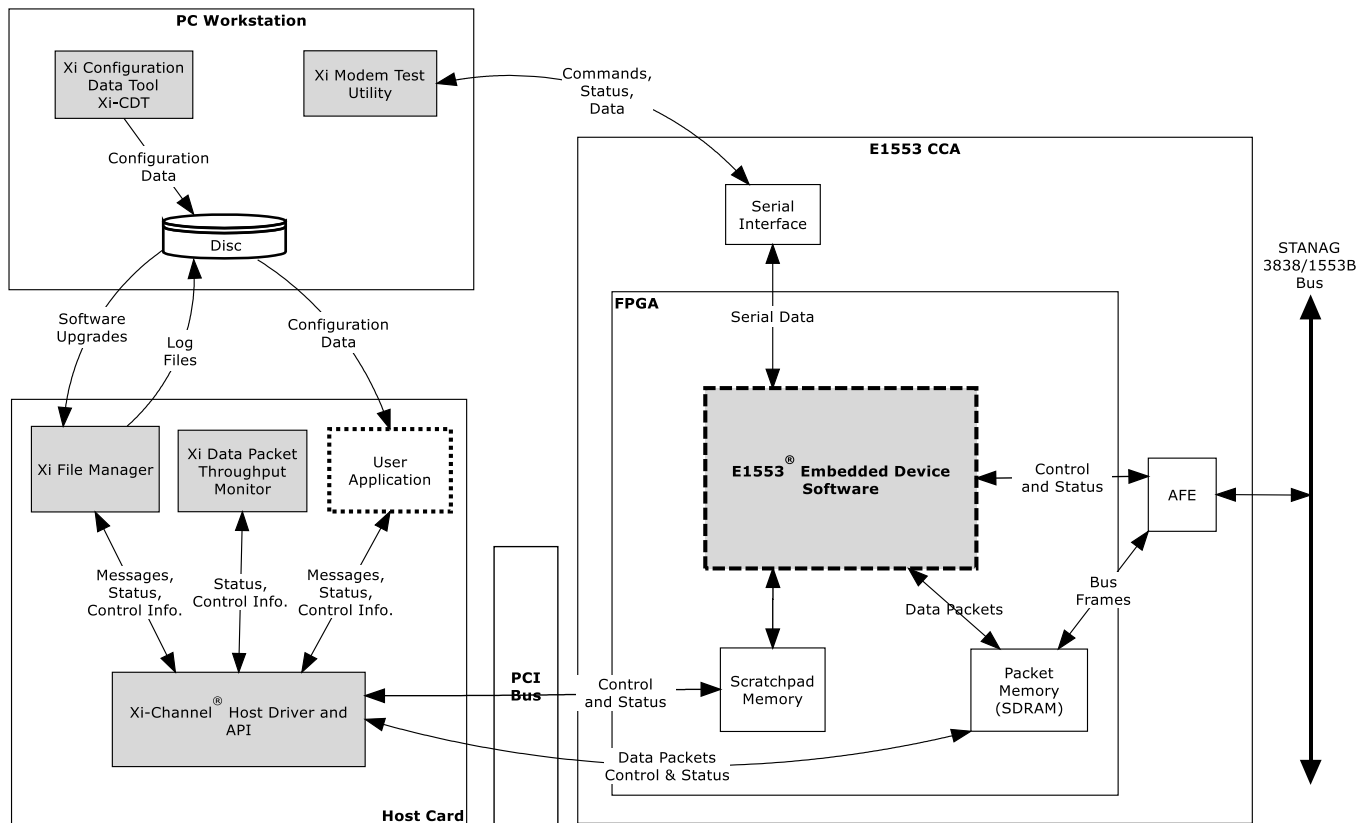 PC Workstation
Xi Configuration
Data Tool
Xi-CDT
Xi Modem Test
Utility
Commands,
Status,
Data
Configuration
Data
Disc
E1553 CCA
Serial
Interface
STANAG
3838/1553B
Bus
FPGA
Software
Upgrades
Log
Files
Configuration
Data
Serial Data
Xi File Manager
Xi Data Packet
Throughput
Monitor
User
Application
E1553® Embedded Device
Software
Control
and Status
AFE
Messages,
Status,
Control Info.
Status,
Control Info.
Messages,
Status,
Control Info.
Data Packets
Bus
Frames
PCI
Bus
Xi-Channel® Host Driver and
API
Control
and Status
Scratchpad
Memory
Packet
Memory
(SDRAM)
Data Packets
Control & Status
Host Card